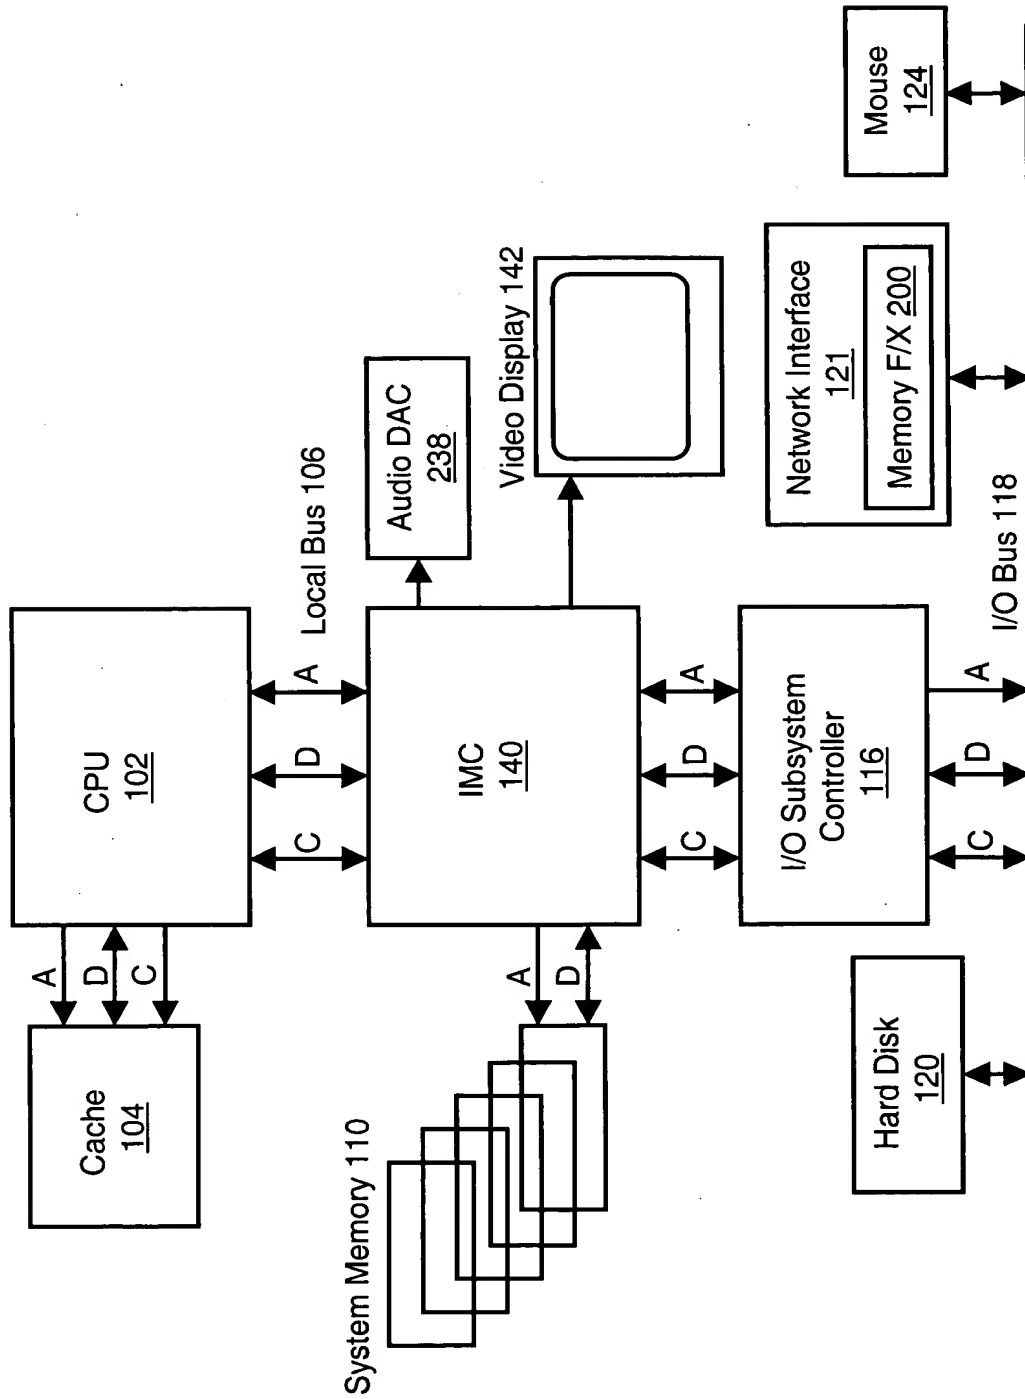 CPU
102
Cache
104
A
D
C
Local Bus 106
C
D
A
System Memory 110
A
D
IMC
140
Audio DAC
238
Video Display 142
C
D
A
I/O Subsystem
Controller
116
Network Interface
121
Memory F/X 200
Mouse
124
Hard Disk
120
C
D
A
I/O Bus 118